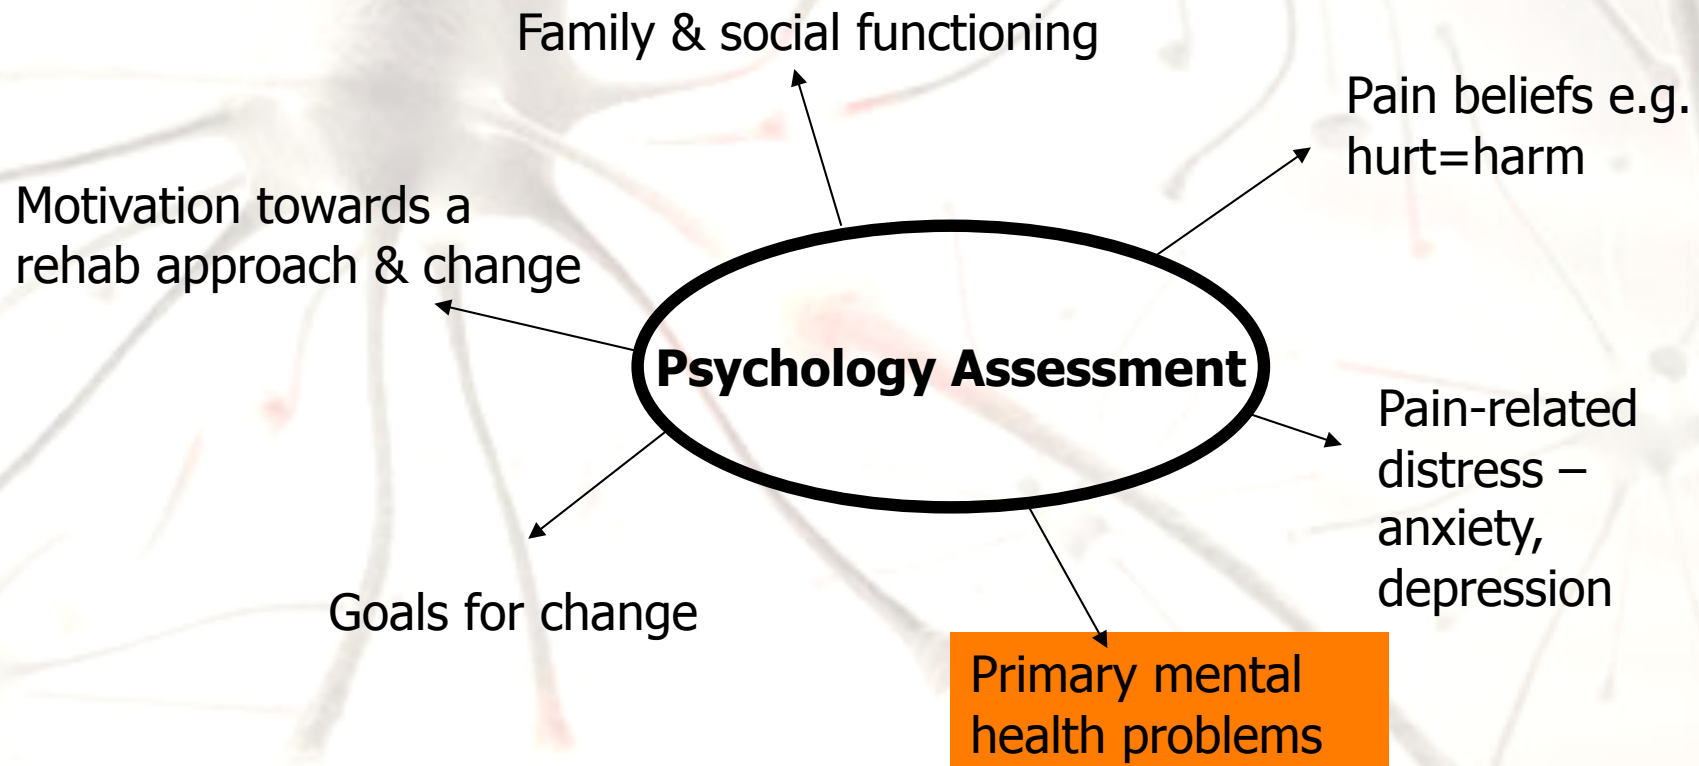 Family & social functioning
Pain beliefs e.g.
hurt=harm
Motivation towards a
rehab approach & change
Psychology Assessment
Pain-related
distress –
anxiety,
depression
Goals for change
Primary mental
health problems